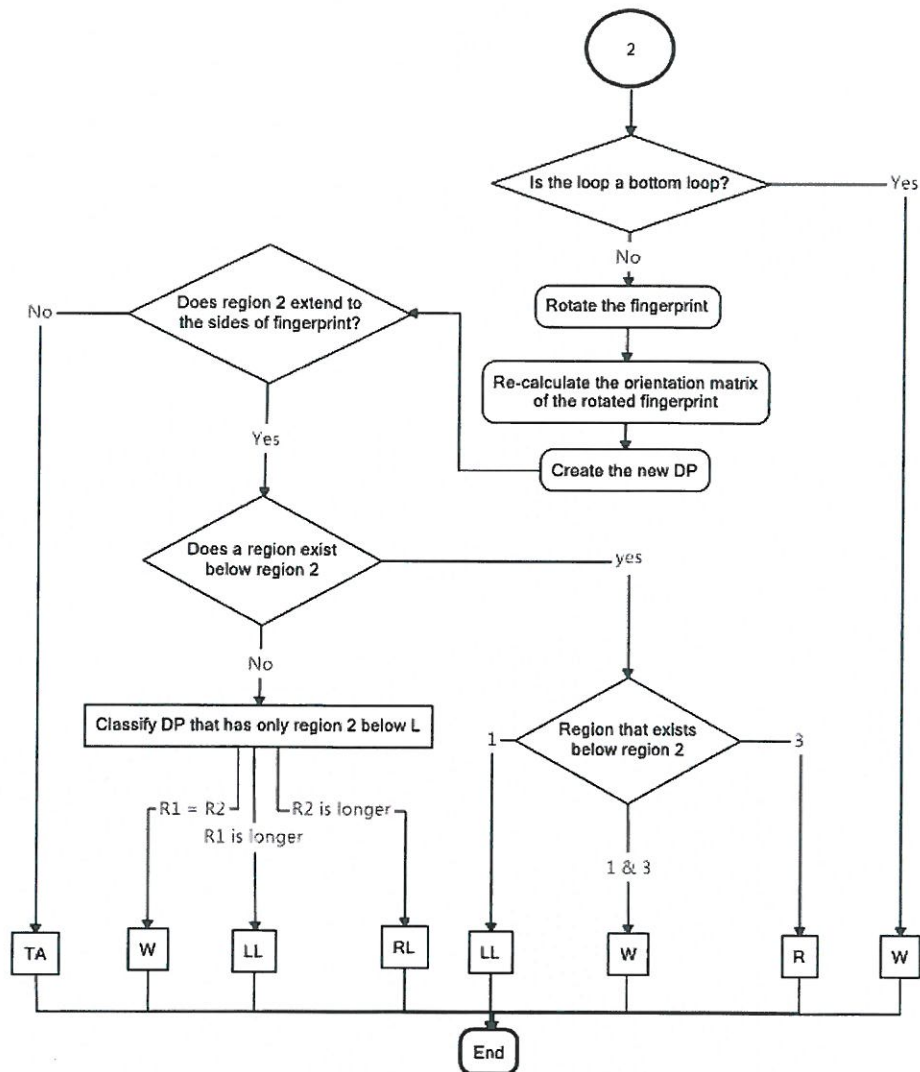 2
Is the loop a bottom loop?
Yes
No
Rotate the fingerprint
Re-calculate the orientation matrix
of the rotated fingerprint
Create the new DP
Does region 2 extend to
the sides of fingerprint?
No
Yes
Does a region exist
below region 2
yes
No
Classify DP that has only region 2 below L
Region that exists
below region 2
1
3
R1 = R2
R1 is longer
R2 is longer
1 & 3
TA
W
LL
RL
LL
W
R
W
End